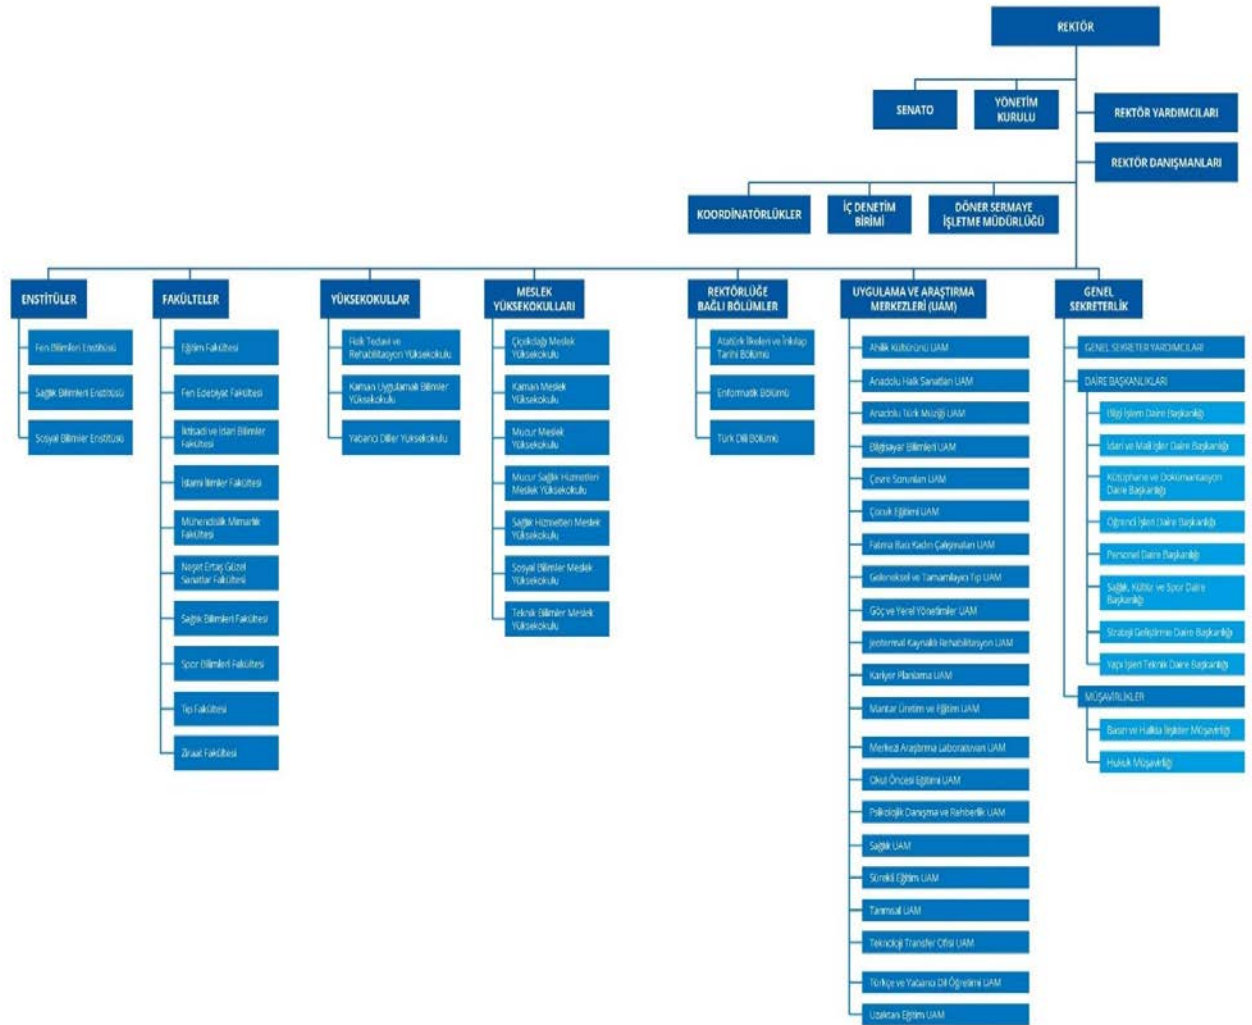 REKTÖR
SENATO
YÖNETİM
KURULU
REKTÖR YARDIMCILARI
REKTÖR DANIŞMANLARI
KOORDİNATÖRLÜKLER
İÇ DENETİM
BİRİMİ
DÖNER SERMAYE
İŞLETME MÜDÜRLÜĞÜ
ENSTİTÜLER
Fen Bilimleri Enstitüsü
Sağlık Bilimleri Enstitüsü
Sosyal Bilimler Enstitüsü
FAKÜLTELER
Eğitim Fakültesi
Fen Edebiyat Fakültesi
İktisadi ve İdari Bilimler
Fakültesi
İslami İlimler Fakültesi
Mühendislik Mimarlık
Fakültesi
Neşet Ertaş Güzel
Sanatlar Fakültesi
Sağlık Bilimleri Fakültesi
Spor Bilimleri Fakültesi
Tıp Fakültesi
Ziraat Fakültesi
YÜKSEKOKULLAR
Fizik Tedavi ve
Rehabilitasyon Yüksekokulu
Kaman Uygulamalı Bilimler
Yüksekokulu
Yabancı Diller Yüksekokulu
MESLEK
YÜKSEKOKULLARI
Çiçekdağı Meslek
Yüksekokulu
Kaman Meslek
Yüksekokulu
Mucur Meslek
Yüksekokulu
Mucur Sağlık Hizmetleri
Meslek Yüksekokulu
Sağlık Hizmetleri Meslek
Yüksekokulu
Sosyal Bilimler Meslek
Yüksekokulu
Teknik Bilimler Meslek
Yüksekokulu
REKTÖRLÜĞE
BAĞLI BÖLÜMLER
Atatürk İlkeleri ve İnkılap
Tarihi Bölümü
Enformatik Bölümü
Türk Dili Bölümü
UYGULAMA VE ARAŞTIRMA
MERKEZLERİ (UAM)
Ahilik Kültürünü UAM
Anadolu Halk Sanatları UAM
Anadolu Türk Müziği UAM
Bilgisayar Bilimleri UAM
Çevre Sorunları UAM
Çocuk Eğitimi UAM
Fatma Bacı Kadın Çalışmaları UAM
Geleneksel ve Tamamlayıcı Tıp UAM
Göç ve Yerel Yönetimler UAM
Jeotermal Kaynaklı Rehabilitasyon UAM
Kariyer Planlama UAM
Mantar Üretim ve Eğitim UAM
Merkezi Araştırma Laboratuvarı UAM
Okul Öncesi Eğitimi UAM
Psikolojik Danışma ve Rehberlik UAM
Sağlık UAM
Sürekli Eğitim UAM
Tarımsal UAM
Teknoloji Transfer Ofisi UAM
Türkçe ve Yabancı Dil Öğretimi UAM
Uzaktan Eğitim UAM
GENEL
SEKRETERLİK
GENEL SEKRETER YARDIMCILARI
DAİRE BAŞKANLIKLARI
Bilgi İşlem Daire Başkanlığı
İdari ve Mali İşler Daire Başkanlığı
Kütüphane ve Dokümantasyon
Daire Başkanlığı
Öğrenci İşleri Daire Başkanlığı
Personel Daire Başkanlığı
Sağlık, Kültür ve Spor Daire
Başkanlığı
Strateji Geliştirme Daire Başkanlığı
Yapı İşleri Teknik Daire Başkanlığı
MÜŞAVİRLİKLER
Basın ve Halkla İlişkiler Müşavirliği
Hukuk Müşavirliği